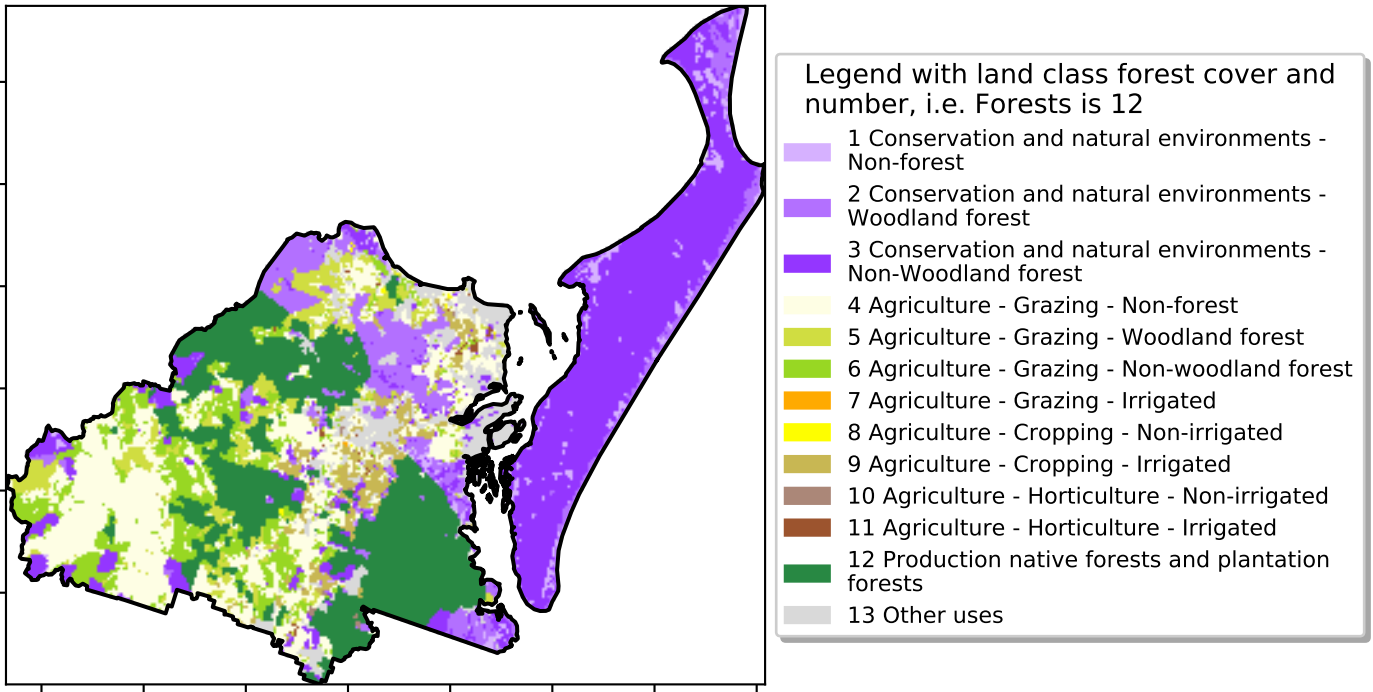 Legend with land class forest cover and
number, i.e. Forests is 12
1 Conservation and natural environments -
Non-forest
2 Conservation and natural environments -
Woodland forest
3 Conservation and natural environments -
Non-Woodland forest
4 Agriculture - Grazing - Non-forest
5 Agriculture - Grazing - Woodland forest
6 Agriculture - Grazing - Non-woodland forest
7 Agriculture - Grazing - Irrigated
8 Agriculture - Cropping - Non-irrigated
9 Agriculture - Cropping - Irrigated
10 Agriculture - Horticulture - Non-irrigated
11 Agriculture - Horticulture - Irrigated
12 Production native forests and plantation
forests
13 Other uses